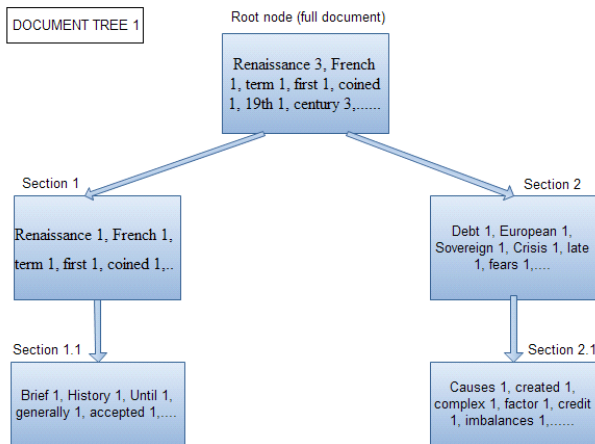 DOCUMENT TREE 1
Root node (full document)
Renaissance 3, French
1, term 1, first 1, coined
1, 19th 1, century 3,......
Section 1
Section 2
Renaissance 1, French 1,
term 1, first 1, coined 1,..
Debt 1, European 1,
Sovereign 1, Crisis 1, late
1, fears 1,....
Section 1.1
Section 2.1
Brief 1, History 1, Until 1,
generally 1, accepted 1,....
Causes 1, created 1,
complex 1, factor 1, credit
1, imbalances 1,......